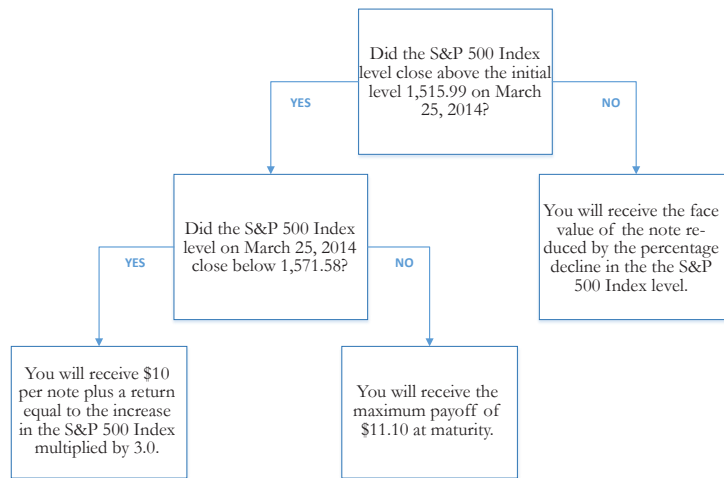 Did the S&P 500 Index
level close above the initial
level 1,515.99 on March
25, 2014?
YES
NO
Did the S&P 500 Index
level on March 25, 2014
close below 1,571.58?
You will receive the face
value of the note re-
duced by the percentage
decline in the the S&P
500 Index level.
YES
NO
You will receive $10
per note plus a return
equal to the increase
in the S&P 500 Index
multiplied by 3.0.
You will receive the
maximum payoff of
$11.10 at maturity.